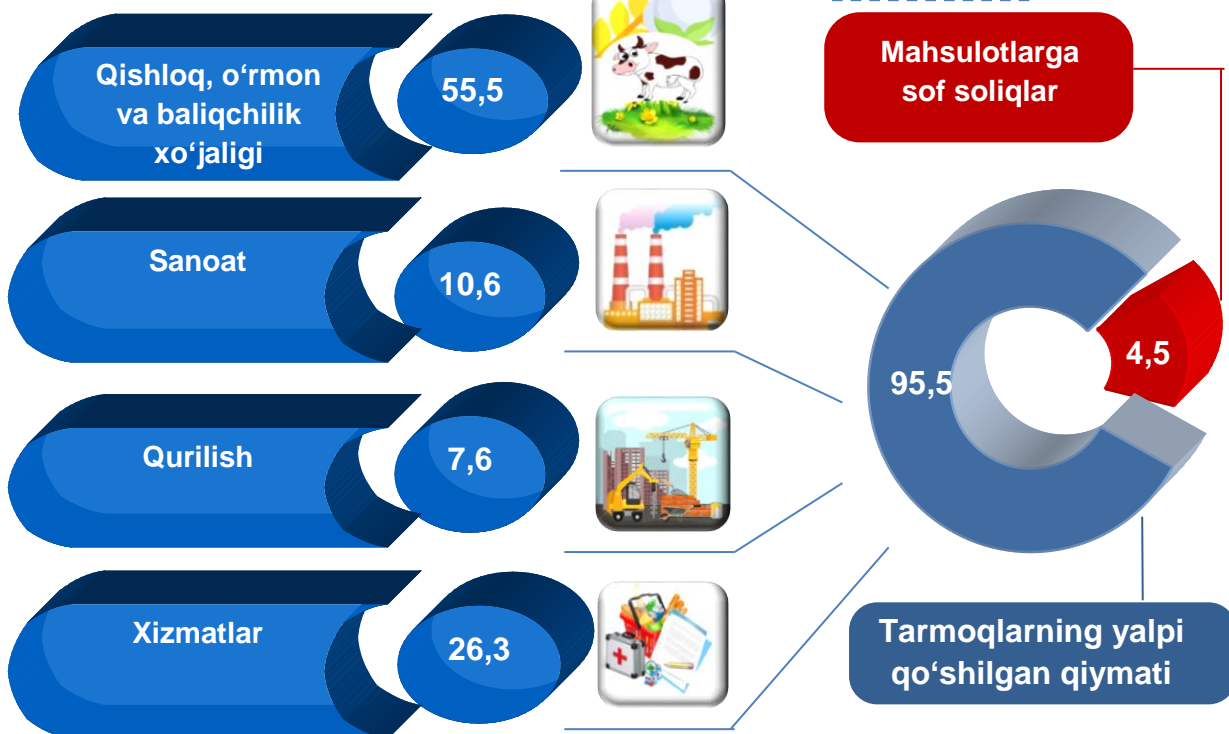 Qishloq, o‘rmon
va baliqchilik
xo‘jaligi
55,5
Sanoat
10,6
Qurilish
7,6
Xizmatlar
26,3
Mahsulotlarga
sof soliqlar
4,5
95,5
Tarmoqlarning yalpi
qo‘shilgan qiymati